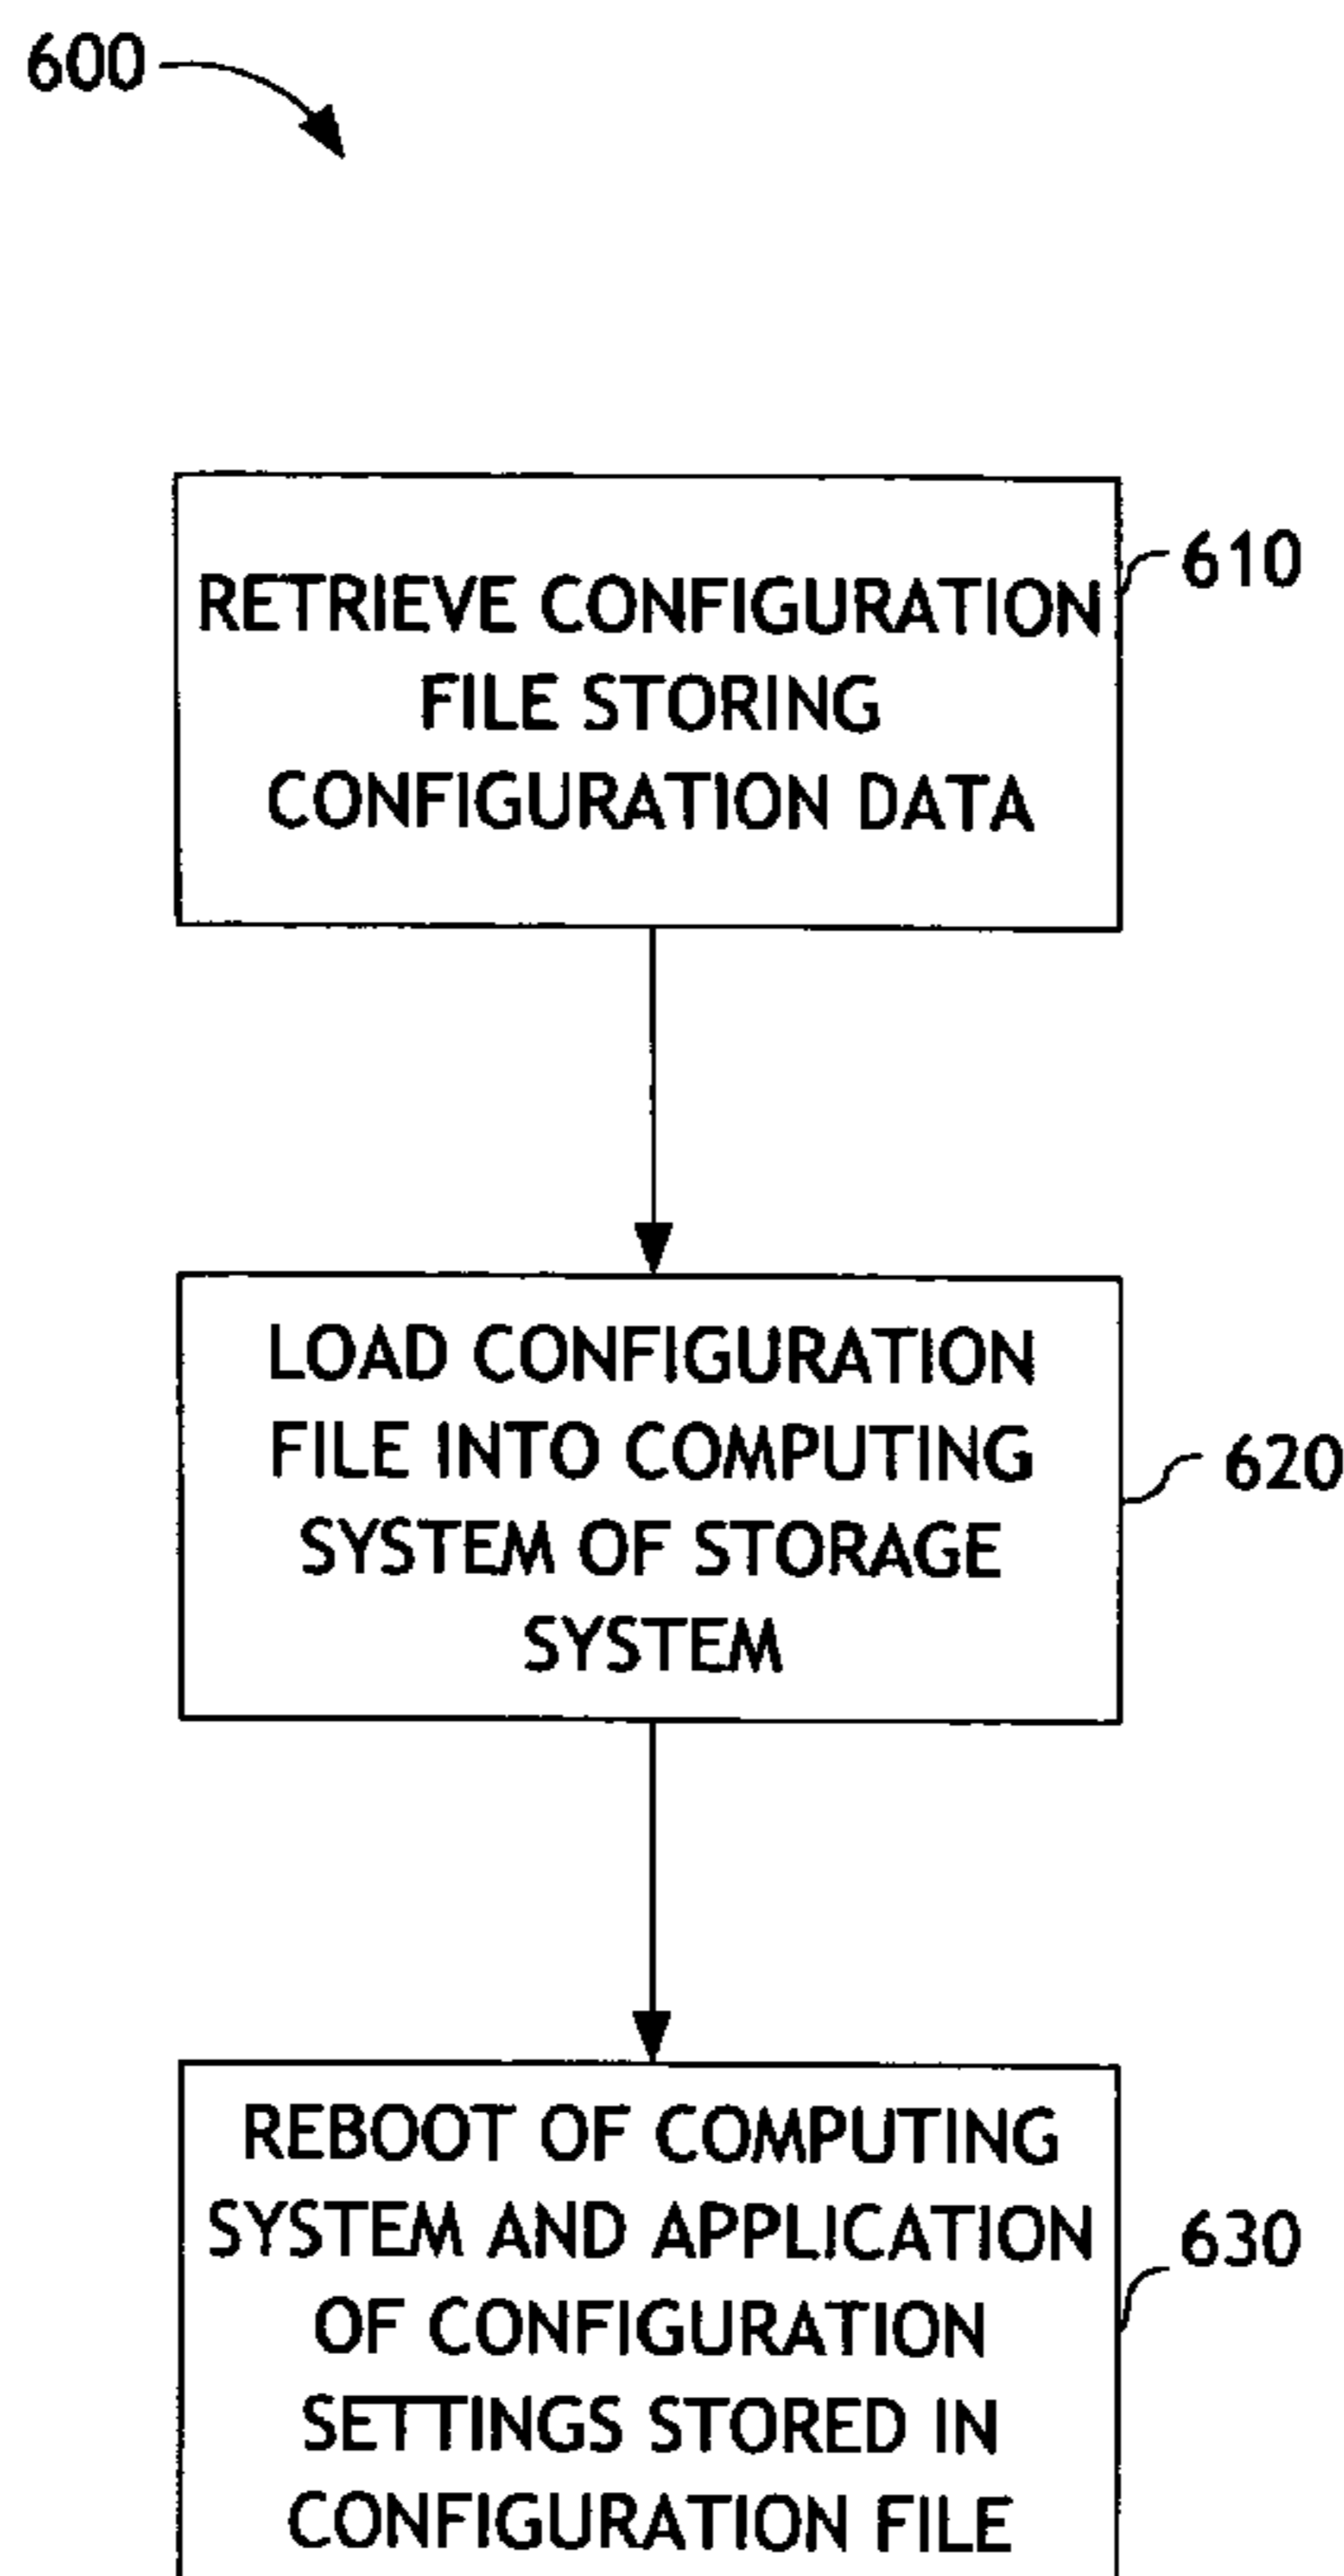 600
RETRIEVE CONFIGURATION
FILE STORING
CONFIGURATION DATA
610
LOAD CONFIGURATION
FILE INTO COMPUTING
SYSTEM OF STORAGE
SYSTEM
620
REBOOT OF COMPUTING
SYSTEM AND APPLICATION
OF CONFIGURATION
SETTINGS STORED IN
CONFIGURATION FILE
630